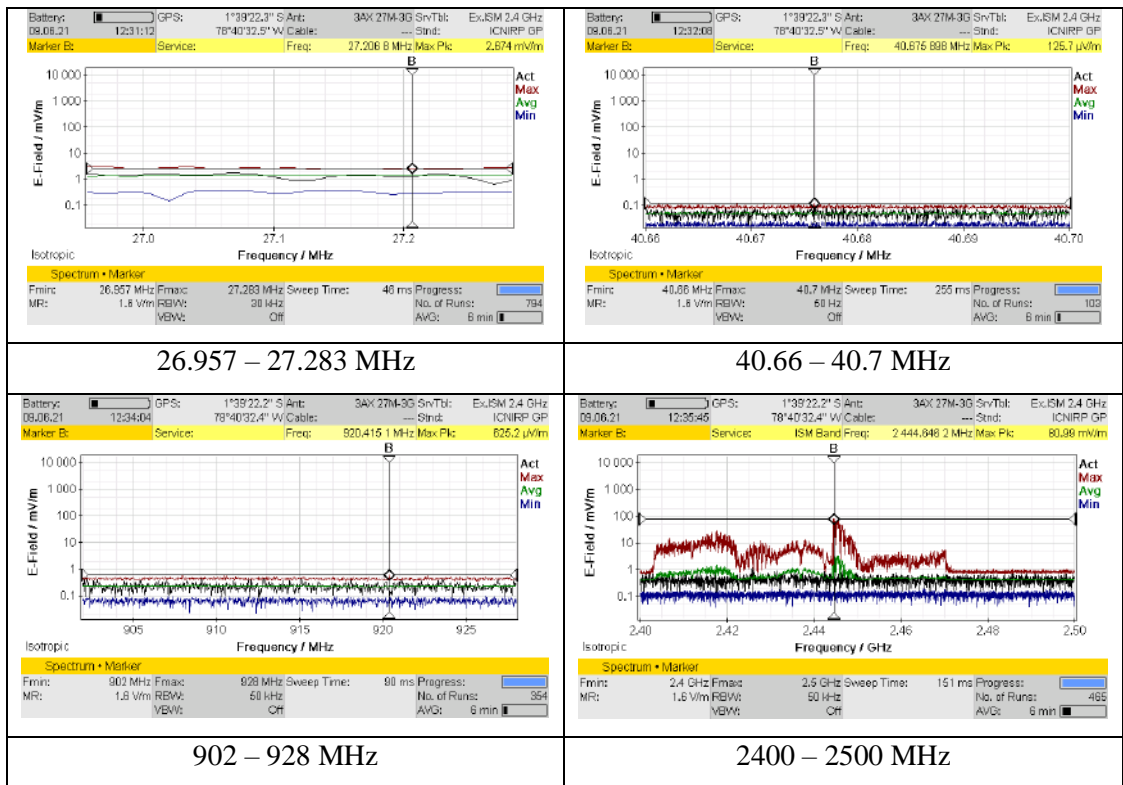 Battery: GPS: 1°39'22.3" S Ant: 3AX 27M-3G SrvTbl: Ex.ISM 2.4 GHz
09.06.21 12:31:12 78°40'32.5" W Cable: --- Stnd: ICNIRP GP
Marker B: Service: Freq: 27.206 8 MHz Max Pk: 2.674 mV/m
B
10 000
1 000
100
10
1
0.1
E-Field / mV/m
Act
Max
Avg
Min
27.0 27.1 27.2
Isotropic Frequency / MHz
Spectrum • Marker
Fmin: 26.957 MHz Fmax: 27.283 MHz Sweep Time: 46 ms Progress:
MR: 1.6 V/m RBW: 30 kHz No. of Runs: 794
VBW: Off AVG: 6 min
26.957 – 27.283 MHz
Battery: GPS: 1°39'22.3" S Ant: 3AX 27M-3G SrvTbl: Ex.ISM 2.4 GHz
09.06.21 12:32:08 78°40'32.5" W Cable: --- Stnd: ICNIRP GP
Marker B: Service: Freq: 40.675 898 MHz Max Pk: 125.7 µV/m
B
10 000
1 000
100
10
1
0.1
E-Field / mV/m
Act
Max
Avg
Min
40.66 40.67 40.68 40.69 40.70
Isotropic Frequency / MHz
Spectrum • Marker
Fmin: 40.66 MHz Fmax: 40.7 MHz Sweep Time: 255 ms Progress:
MR: 1.6 V/m RBW: 50 Hz No. of Runs: 103
VBW: Off AVG: 6 min
40.66 – 40.7 MHz
Battery: GPS: 1°39'22.2" S Ant: 3AX 27M-3G SrvTbl: Ex.ISM 2.4 GHz
09.06.21 12:34:04 78°40'32.4" W Cable: --- Stnd: ICNIRP GP
Marker B: Service: Freq: 920.415 1 MHz Max Pk: 625.2 µV/m
B
10 000
1 000
100
10
1
0.1
E-Field / mV/m
Act
Max
Avg
Min
905 910 915 920 925
Isotropic Frequency / MHz
Spectrum • Marker
Fmin: 902 MHz Fmax: 928 MHz Sweep Time: 90 ms Progress:
MR: 1.6 V/m RBW: 50 kHz No. of Runs: 354
VBW: Off AVG: 6 min
902 – 928 MHz
Battery: GPS: 1°39'22.2" S Ant: 3AX 27M-3G SrvTbl: Ex.ISM 2.4 GHz
09.06.21 12:35:45 78°40'32.4" W Cable: --- Stnd: ICNIRP GP
Marker B: Service: ISM Band Freq: 2 444.646 2 MHz Max Pk: 80.99 mV/m
B
10 000
1 000
100
10
1
0.1
E-Field / mV/m
Act
Max
Avg
Min
2.40 2.42 2.44 2.46 2.48 2.50
Isotropic Frequency / GHz
Spectrum • Marker
Fmin: 2.4 GHz Fmax: 2.5 GHz Sweep Time: 151 ms Progress:
MR: 1.6 V/m RBW: 50 kHz No. of Runs: 465
VBW: Off AVG: 6 min
2400 – 2500 MHz